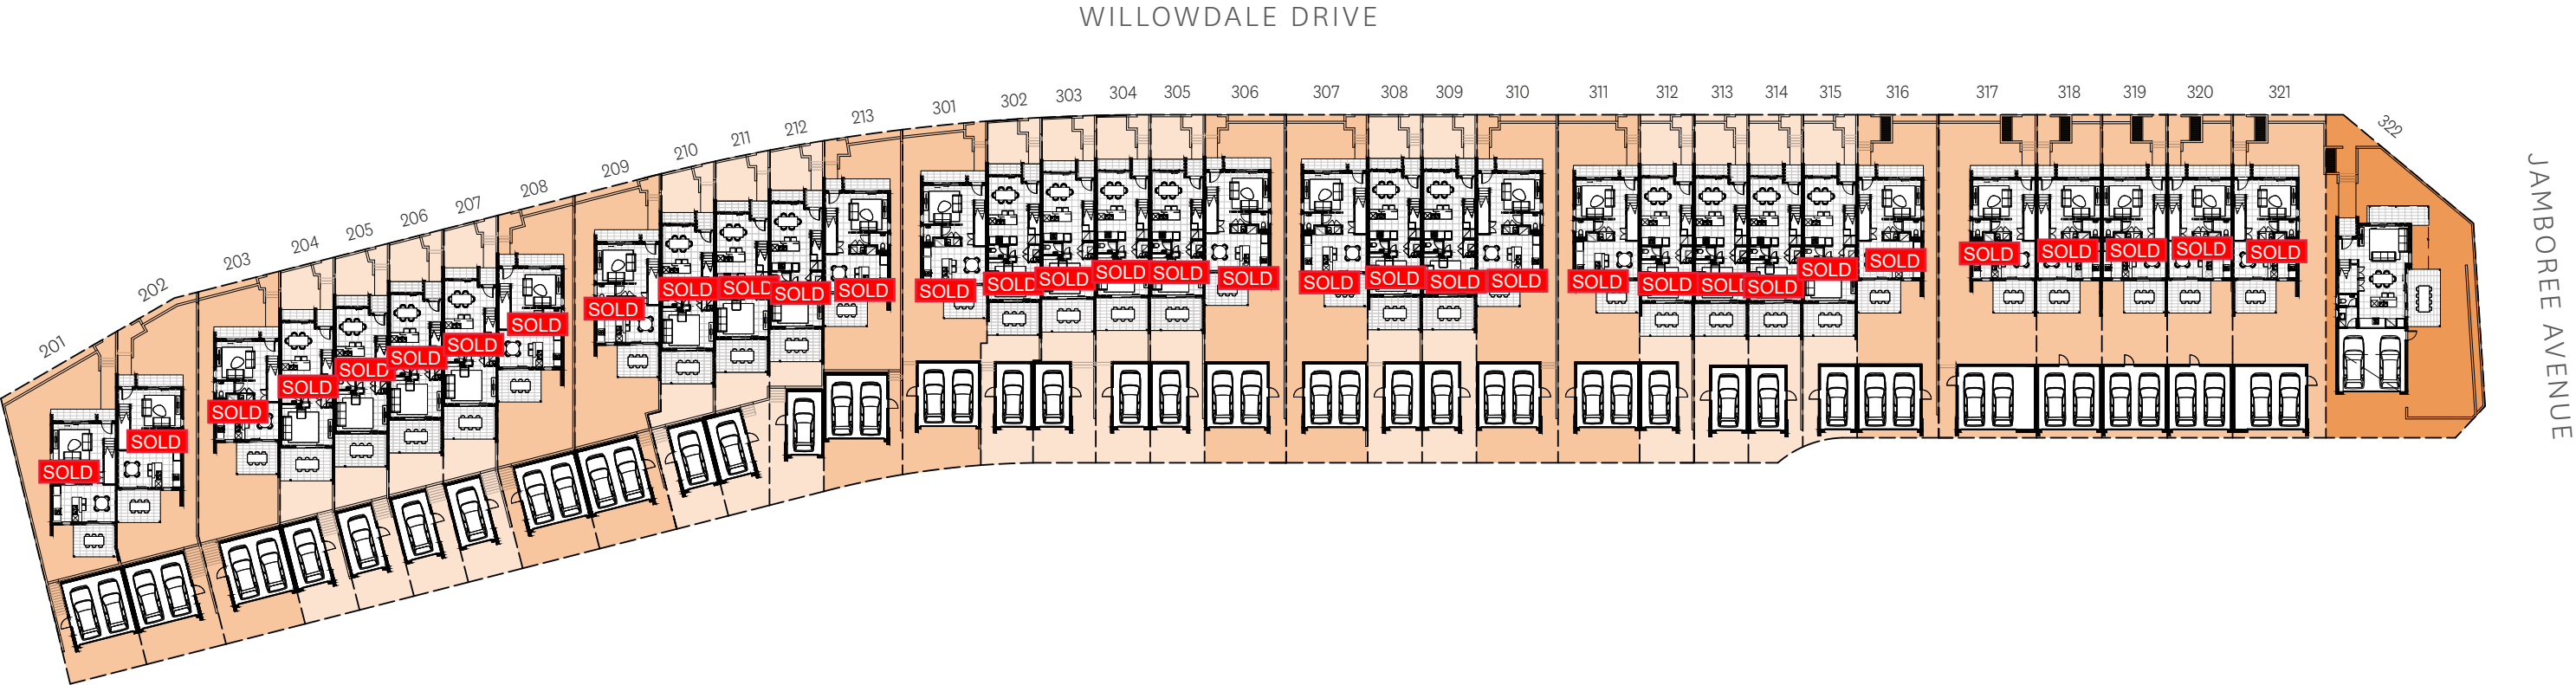 WILLOWDALE DRIVE
201
SOLD
202
SOLD
203
SOLD
204
SOLD
205
SOLD
206
SOLD
207
SOLD
208
SOLD
209
SOLD
210
SOLD
211
SOLD
212
SOLD
213
SOLD
301
SOLD
302
SOLD
303
SOLD
304
SOLD
305
SOLD
306
SOLD
307
SOLD
308
SOLD
309
SOLD
310
SOLD
311
SOLD
312
SOLD
313
SOLD
314
SOLD
315
SOLD
316
SOLD
317
SOLD
318
SOLD
319
SOLD
320
SOLD
321
SOLD
322
JAMBOREE AVENUE